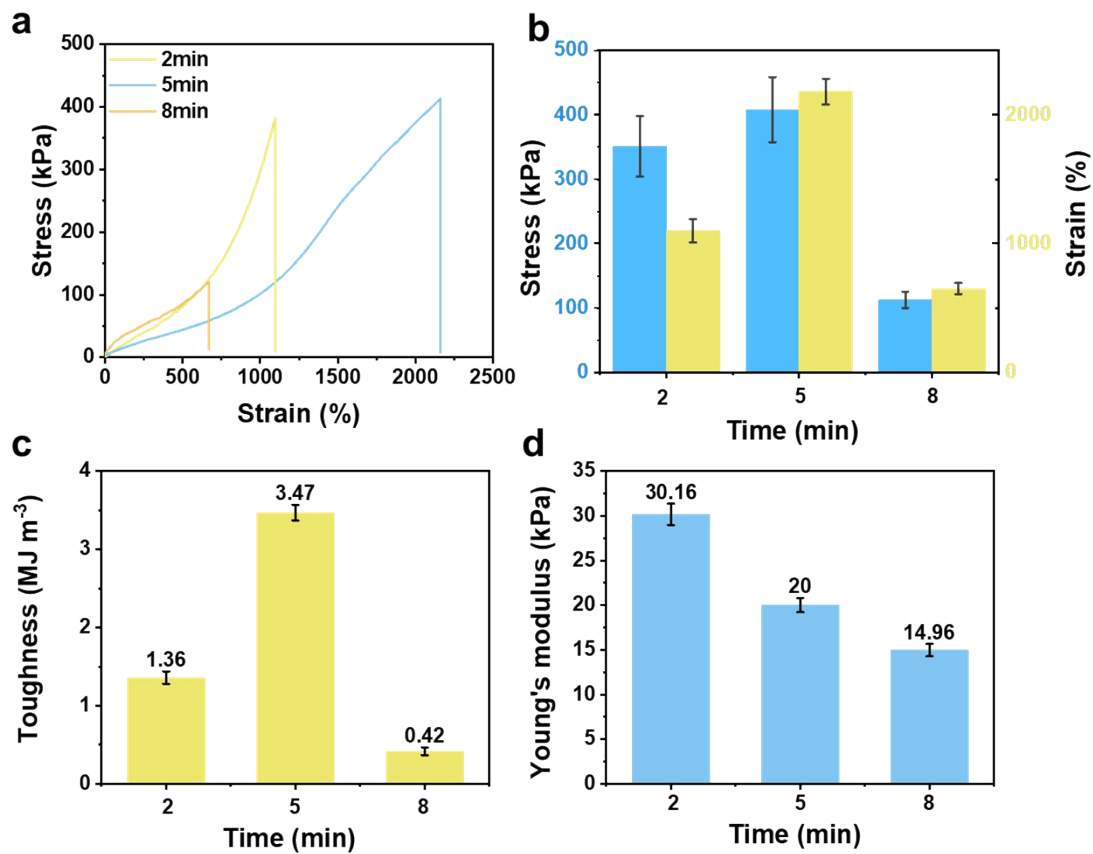 a
500
400
300
200
100
0
Stress (kPa)
2min
5min
8min
0 500 1000 1500 2000 2500
Strain (%)
b
500
400
300
200
100
0
Stress (kPa)
2000
1000
0
Strain (%)
2 5 8
Time (min)
c
4
3
2
1
0
Toughness (MJ m⁻³)
1.36
3.47
0.42
2 5 8
Time (min)
d
35
30
25
20
15
10
5
0
Young's modulus (kPa)
30.16
20
14.96
2 5 8
Time (min)